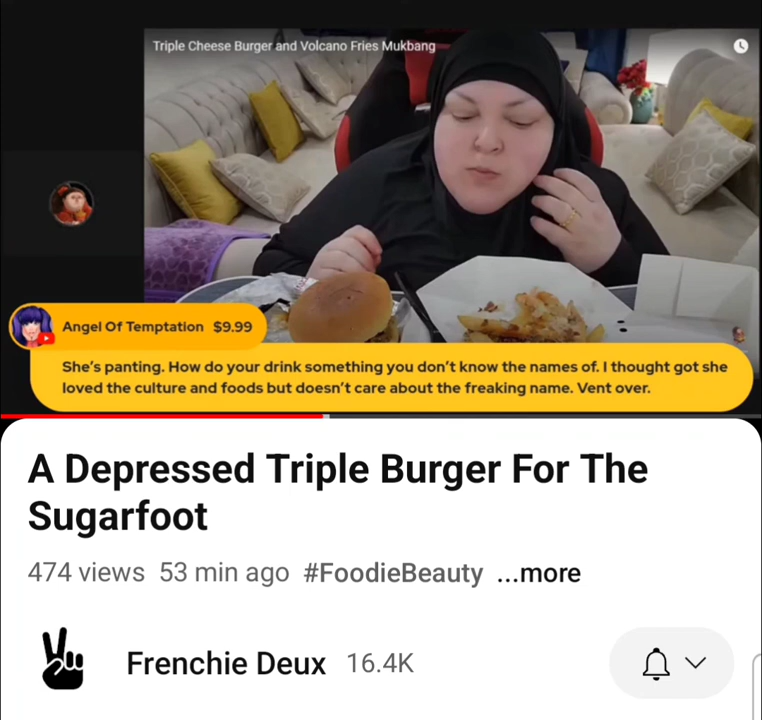 Triple Cheese Burger and Volcano Fries Mukbang
Angel Of Temptation $9.99
She's panting. How do your drink something you don't know the names of. I thought got she
loved the culture and foods but doesn't care about the freaking name. Vent over.
A Depressed Triple Burger For The
Sugarfoot
474 views 53 min ago #FoodieBeauty ...more
Frenchie Deux 16.4K